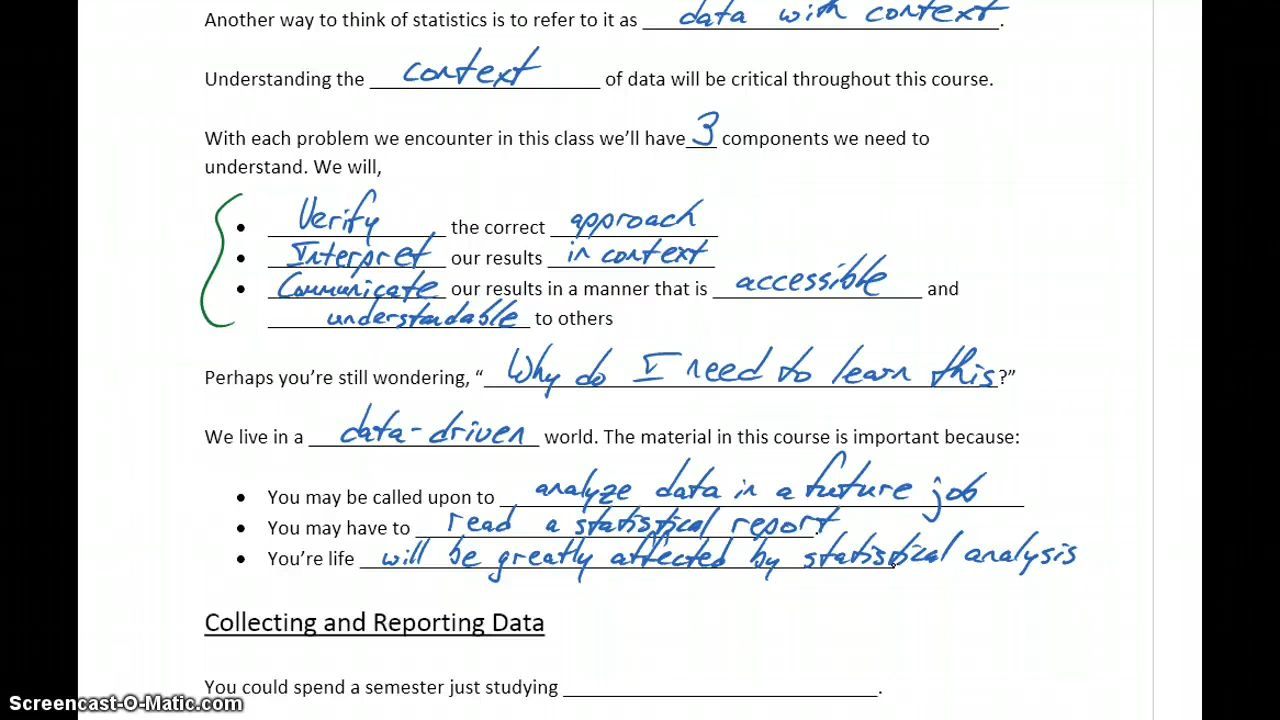 Another way to think of statistics is to refer to it as data with context.
Understanding the context of data will be critical throughout this course.
With each problem we encounter in this class we'll have 3 components we need to
understand. We will,
• Verify the correct approach
• Interpret our results in context
• Communicate our results in a manner that is accessible and
understandable to others
Perhaps you're still wondering, "Why do I need to learn this?"
We live in a data-driven world. The material in this course is important because:
• You may be called upon to analyze data in a future job
• You may have to read a statistical report.
• You're life will be greatly affected by statistical analysis
Collecting and Reporting Data
You could spend a semester just studying ______________________________.
Screencast-O-Matic.com